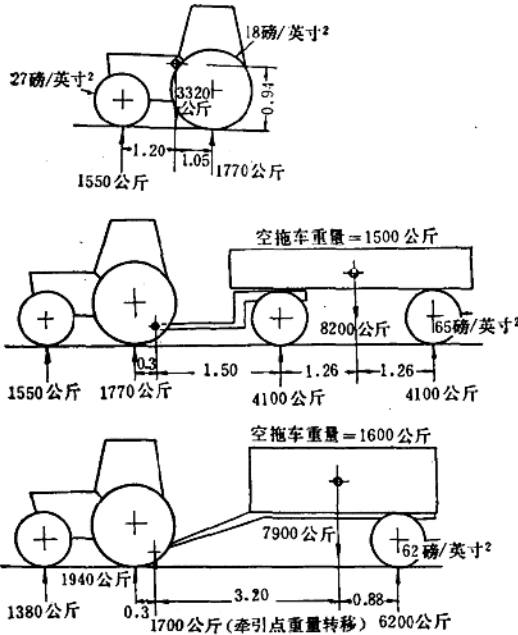 18磅/英寸²
27磅/英寸²
3320
公斤
0.94
1.20
1.05
1550公斤
1770公斤
空拖车重量=1500公斤
8200公斤
65磅/英寸²
0.3
1.50
1.26
1.26
1550公斤
1770公斤
4100公斤
4100公斤
空拖车重量=1600公斤
7900公斤
62磅/英寸²
1940公斤
3.20
0.88
1380公斤
0.3
1700公斤(牵引点重量转移)
6200公斤